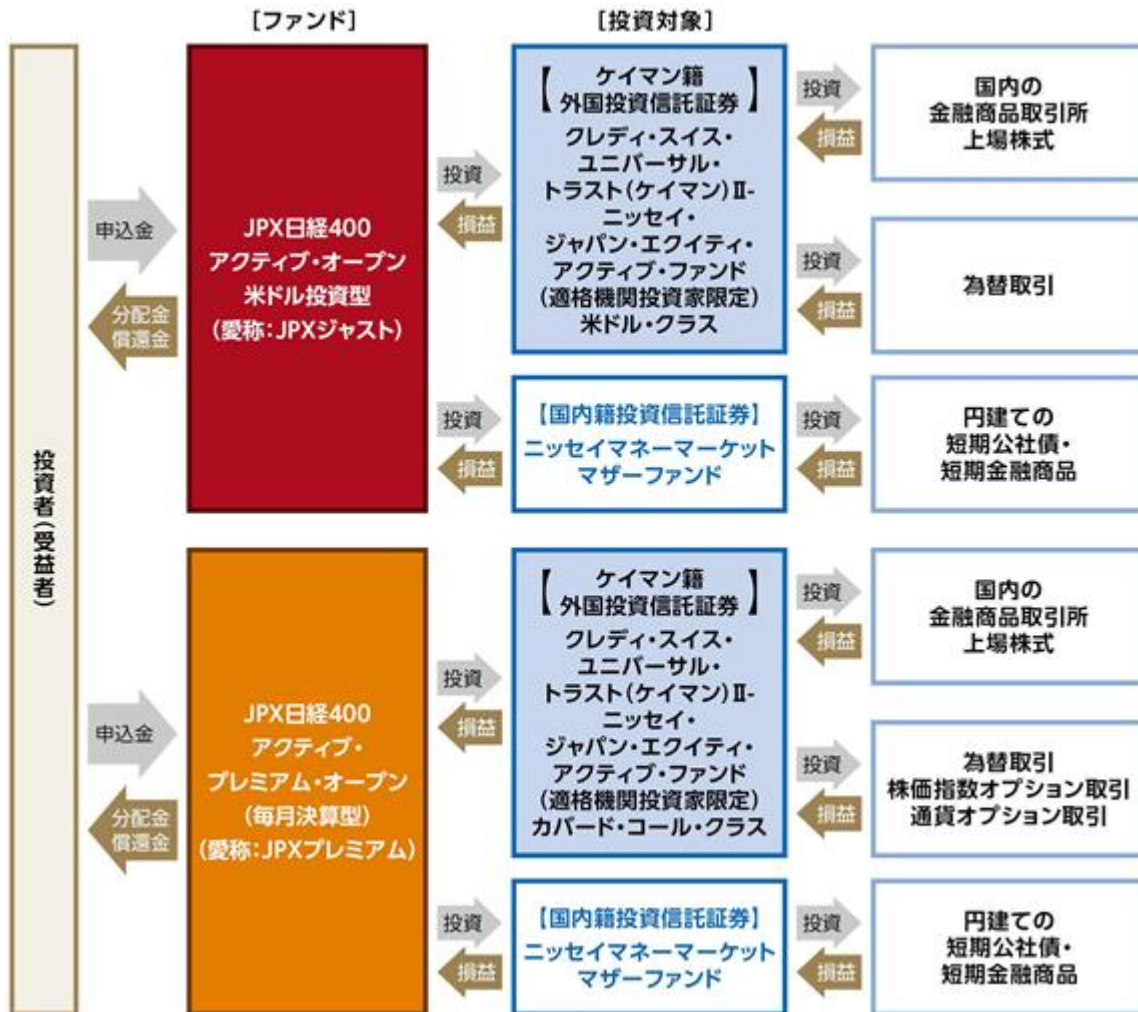 [ファンド]
[投資対象]
投資者(受益者)
申込金
分配金
償還金
JPX日経400
アクティブ・オープン
米ドル投資型
(愛称:JPXジャスト)
投資
損益
【ケイマン籍
外国投資信託証券】
クレディ・スイス・
ユニバーサル・
トラスト(ケイマン)Ⅱ-
ニッセイ・
ジャパン・エクイティ・
アクティブ・ファンド
(適格機関投資家限定)
米ドル・クラス
投資
損益
国内の
金融商品取引所
上場株式
投資
損益
為替取引
投資
損益
【国内籍投資信託証券】
ニッセイマネーマーケット
マザーファンド
投資
損益
円建ての
短期公社債・
短期金融商品
申込金
分配金
償還金
JPX日経400
アクティブ・
プレミアム・オープン
(毎月決算型)
(愛称:JPXプレミアム)
投資
損益
【ケイマン籍
外国投資信託証券】
クレディ・スイス・
ユニバーサル・
トラスト(ケイマン)Ⅱ-
ニッセイ・
ジャパン・エクイティ・
アクティブ・ファンド
(適格機関投資家限定)
カバード・コール・クラス
投資
損益
国内の
金融商品取引所
上場株式
投資
損益
為替取引
株価指数オプション取引
通貨オプション取引
投資
損益
【国内籍投資信託証券】
ニッセイマネーマーケット
マザーファンド
投資
損益
円建ての
短期公社債・
短期金融商品